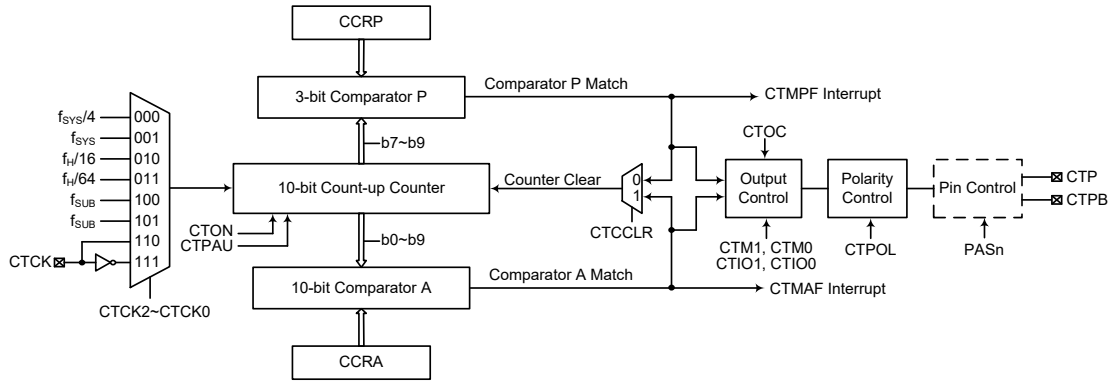 CCRP
3-bit Comparator P
Comparator P Match
CTMPF Interrupt
fSYS/4
000
fSYS
001
fH/16
010
fH/64
011
fSUB
100
fSUB
101
110
111
CTCK
CTCK2~CTCK0
b7~b9
10-bit Count-up Counter
CTON
CTPAU
b0~b9
Counter Clear
0
1
CTCCLR
CTOC
Output
Control
CTM1, CTM0
CTIO1, CTIO0
Polarity
Control
CTPOL
Pin Control
PASn
CTP
CTPB
10-bit Comparator A
Comparator A Match
CTMAF Interrupt
CCRA